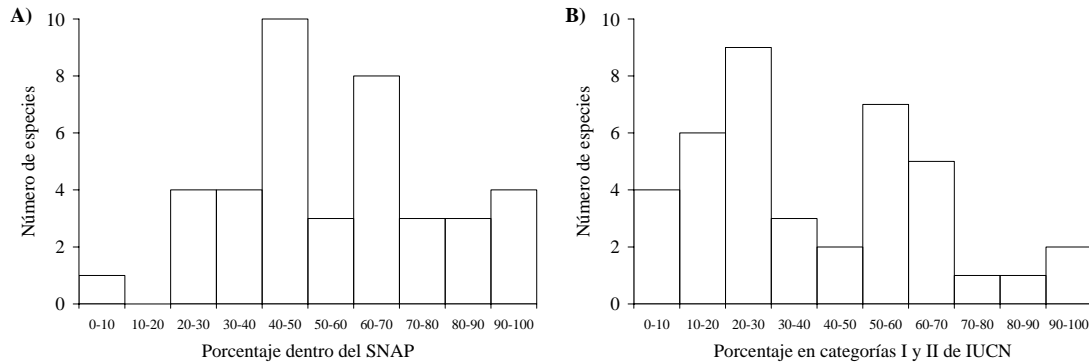 A)
Número de especies
10
8
6
4
2
0
0-10 10-20 20-30 30-40 40-50 50-60 60-70 70-80 80-90 90-100
Porcentaje dentro del SNAP
B)
Número de especies
10
8
6
4
2
0
0-10 10-20 20-30 30-40 40-50 50-60 60-70 70-80 80-90 90-100
Porcentaje en categorías I y II de IUCN